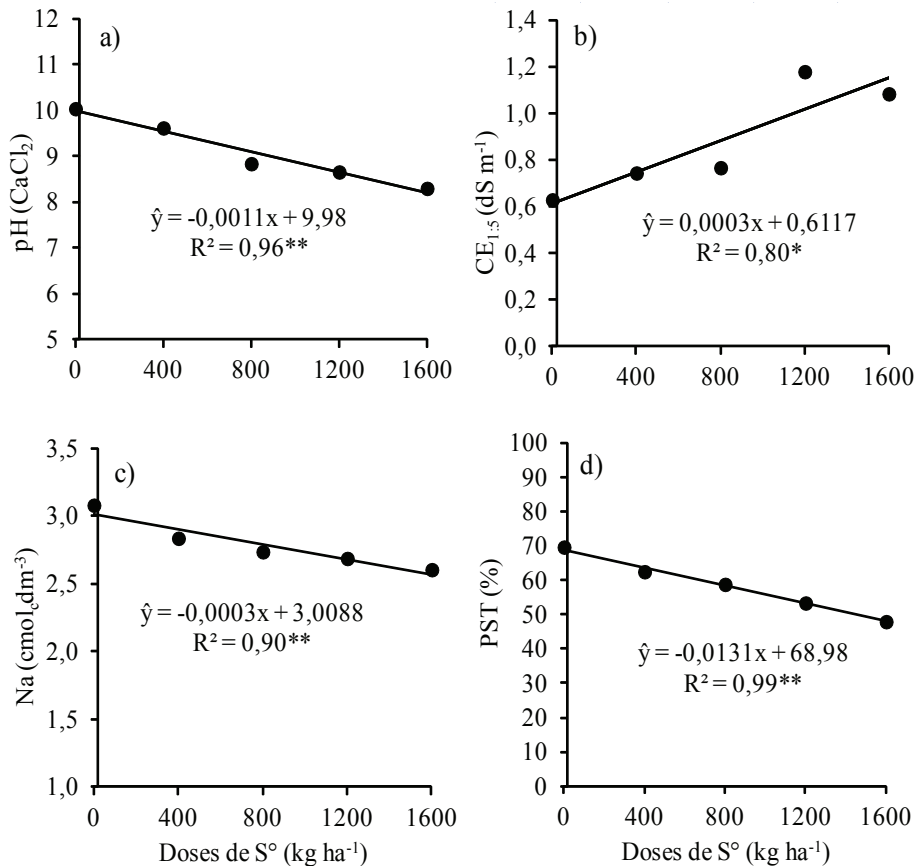 a)
pH (CaCl₂)
12
11
10
9
8
7
6
5
ŷ = -0,0011x + 9,98
R² = 0,96**
0 400 800 1200 1600
b)
CE₁:₅ (dS m⁻¹)
1,4
1,2
1,0
0,8
0,6
0,4
0,2
0,0
ŷ = 0,0003x + 0,6117
R² = 0,80*
0 400 800 1200 1600
c)
Na (cmolcdm⁻³)
3,5
3,0
2,5
2,0
1,5
1,0
ŷ = -0,0003x + 3,0088
R² = 0,90**
0 400 800 1200 1600
Doses de S° (kg ha⁻¹)
d)
PST (%)
100
90
80
70
60
50
40
30
20
10
0
ŷ = -0,0131x + 68,98
R² = 0,99**
0 400 800 1200 1600
Doses de S° (kg ha⁻¹)